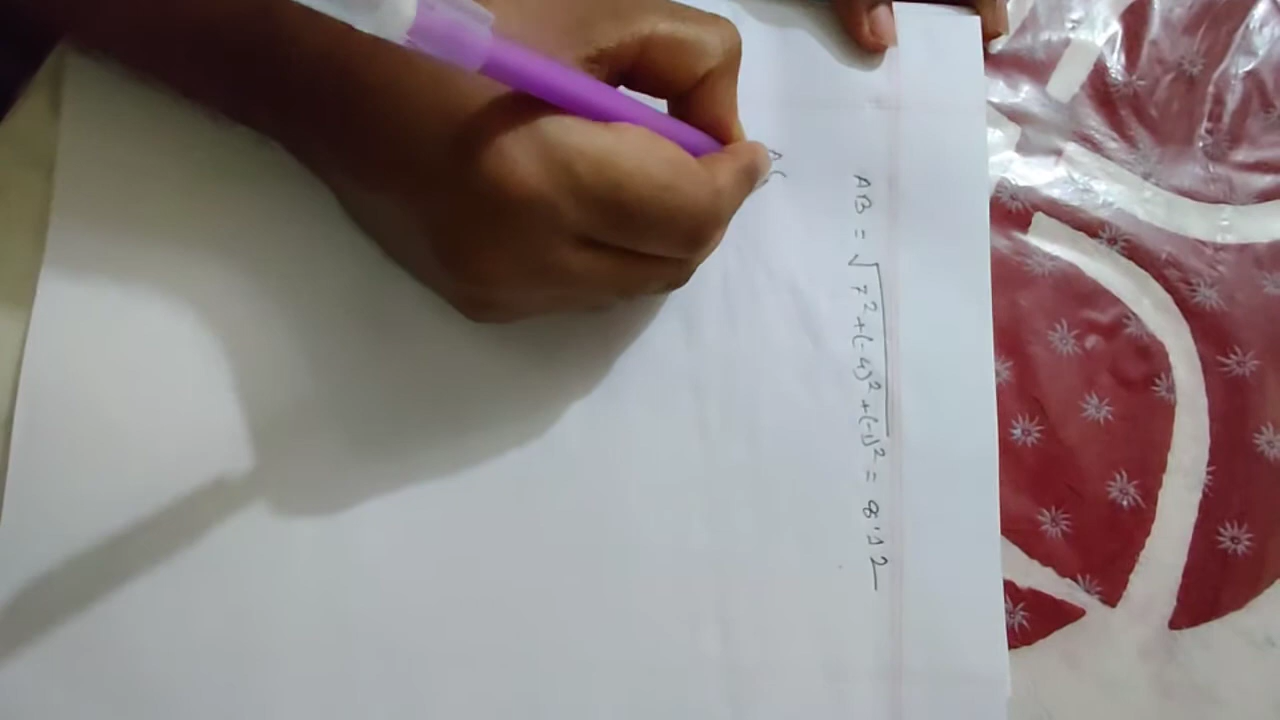 AB = √7²+(-4)²+(-1)² = 8.12